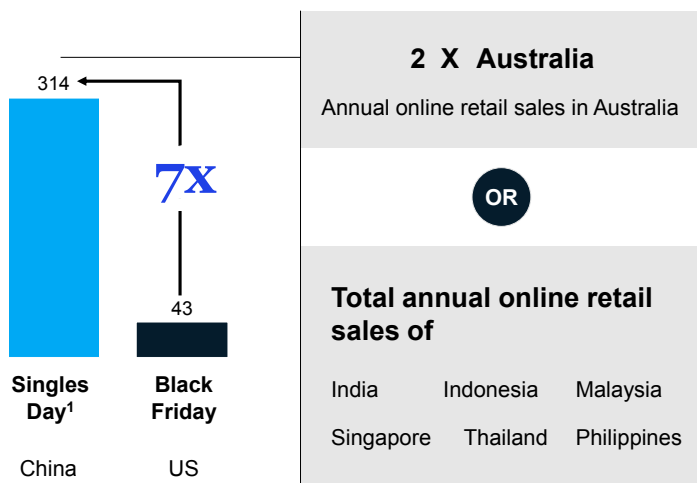 314
7x
43
Singles
Day¹
Black
Friday
China
US
2 X Australia
Annual online retail sales in Australia
OR
Total annual online retail
sales of
India
Indonesia
Malaysia
Singapore
Thailand
Philippines